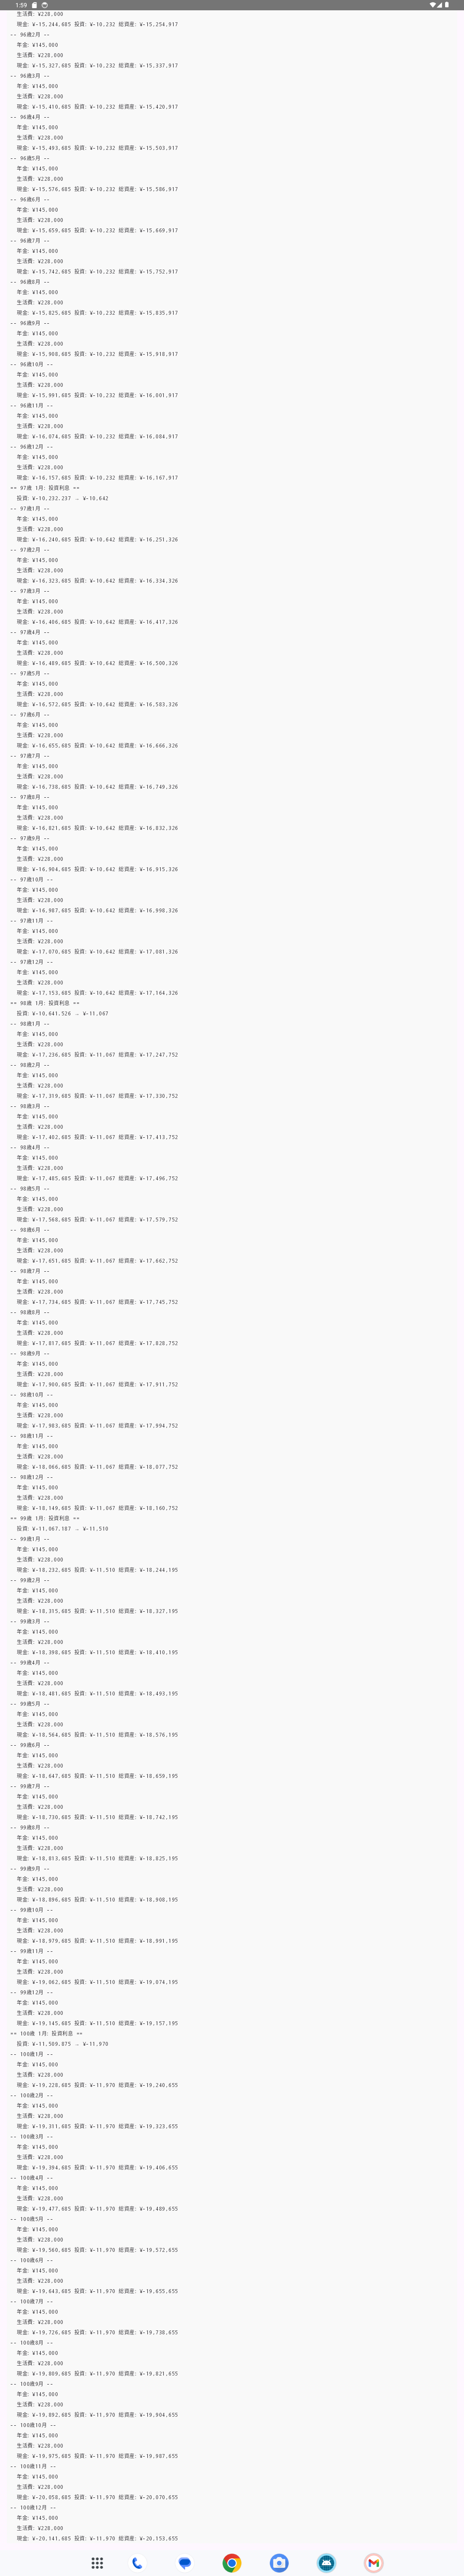 1:59
生活費: ¥228,000
現金: ¥-15,244,685 投資: ¥-10,232 総資産: ¥-15,254,917
-- 96歳2月 --
年金: ¥145,000
生活費: ¥228,000
現金: ¥-15,327,685 投資: ¥-10,232 総資産: ¥-15,337,917
-- 96歳3月 --
年金: ¥145,000
生活費: ¥228,000
現金: ¥-15,410,685 投資: ¥-10,232 総資産: ¥-15,420,917
-- 96歳4月 --
年金: ¥145,000
生活費: ¥228,000
現金: ¥-15,493,685 投資: ¥-10,232 総資産: ¥-15,503,917
-- 96歳5月 --
年金: ¥145,000
生活費: ¥228,000
現金: ¥-15,576,685 投資: ¥-10,232 総資産: ¥-15,586,917
-- 96歳6月 --
年金: ¥145,000
生活費: ¥228,000
現金: ¥-15,659,685 投資: ¥-10,232 総資産: ¥-15,669,917
-- 96歳7月 --
年金: ¥145,000
生活費: ¥228,000
現金: ¥-15,742,685 投資: ¥-10,232 総資産: ¥-15,752,917
-- 96歳8月 --
年金: ¥145,000
生活費: ¥228,000
現金: ¥-15,825,685 投資: ¥-10,232 総資産: ¥-15,835,917
-- 96歳9月 --
年金: ¥145,000
生活費: ¥228,000
現金: ¥-15,908,685 投資: ¥-10,232 総資産: ¥-15,918,917
-- 96歳10月 --
年金: ¥145,000
生活費: ¥228,000
現金: ¥-15,991,685 投資: ¥-10,232 総資産: ¥-16,001,917
-- 96歳11月 --
年金: ¥145,000
生活費: ¥228,000
現金: ¥-16,074,685 投資: ¥-10,232 総資産: ¥-16,084,917
-- 96歳12月 --
年金: ¥145,000
生活費: ¥228,000
現金: ¥-16,157,685 投資: ¥-10,232 総資産: ¥-16,167,917
== 97歳 1月: 投資利息 ==
投資: ¥-10,232,237 → ¥-10,642
-- 97歳1月 --
年金: ¥145,000
生活費: ¥228,000
現金: ¥-16,240,685 投資: ¥-10,642 総資産: ¥-16,251,326
-- 97歳2月 --
年金: ¥145,000
生活費: ¥228,000
現金: ¥-16,323,685 投資: ¥-10,642 総資産: ¥-16,334,326
-- 97歳3月 --
年金: ¥145,000
生活費: ¥228,000
現金: ¥-16,406,685 投資: ¥-10,642 総資産: ¥-16,417,326
-- 97歳4月 --
年金: ¥145,000
生活費: ¥228,000
現金: ¥-16,489,685 投資: ¥-10,642 総資産: ¥-16,500,326
-- 97歳5月 --
年金: ¥145,000
生活費: ¥228,000
現金: ¥-16,572,685 投資: ¥-10,642 総資産: ¥-16,583,326
-- 97歳6月 --
年金: ¥145,000
生活費: ¥228,000
現金: ¥-16,655,685 投資: ¥-10,642 総資産: ¥-16,666,326
-- 97歳7月 --
年金: ¥145,000
生活費: ¥228,000
現金: ¥-16,738,685 投資: ¥-10,642 総資産: ¥-16,749,326
-- 97歳8月 --
年金: ¥145,000
生活費: ¥228,000
現金: ¥-16,821,685 投資: ¥-10,642 総資産: ¥-16,832,326
-- 97歳9月 --
年金: ¥145,000
生活費: ¥228,000
現金: ¥-16,904,685 投資: ¥-10,642 総資産: ¥-16,915,326
-- 97歳10月 --
年金: ¥145,000
生活費: ¥228,000
現金: ¥-16,987,685 投資: ¥-10,642 総資産: ¥-16,998,326
-- 97歳11月 --
年金: ¥145,000
生活費: ¥228,000
現金: ¥-17,070,685 投資: ¥-10,642 総資産: ¥-17,081,326
-- 97歳12月 --
年金: ¥145,000
生活費: ¥228,000
現金: ¥-17,153,685 投資: ¥-10,642 総資産: ¥-17,164,326
== 98歳 1月: 投資利息 ==
投資: ¥-10,641,526 → ¥-11,067
-- 98歳1月 --
年金: ¥145,000
生活費: ¥228,000
現金: ¥-17,236,685 投資: ¥-11,067 総資産: ¥-17,247,752
-- 98歳2月 --
年金: ¥145,000
生活費: ¥228,000
現金: ¥-17,319,685 投資: ¥-11,067 総資産: ¥-17,330,752
-- 98歳3月 --
年金: ¥145,000
生活費: ¥228,000
現金: ¥-17,402,685 投資: ¥-11,067 総資産: ¥-17,413,752
-- 98歳4月 --
年金: ¥145,000
生活費: ¥228,000
現金: ¥-17,485,685 投資: ¥-11,067 総資産: ¥-17,496,752
-- 98歳5月 --
年金: ¥145,000
生活費: ¥228,000
現金: ¥-17,568,685 投資: ¥-11,067 総資産: ¥-17,579,752
-- 98歳6月 --
年金: ¥145,000
生活費: ¥228,000
現金: ¥-17,651,685 投資: ¥-11,067 総資産: ¥-17,662,752
-- 98歳7月 --
年金: ¥145,000
生活費: ¥228,000
現金: ¥-17,734,685 投資: ¥-11,067 総資産: ¥-17,745,752
-- 98歳8月 --
年金: ¥145,000
生活費: ¥228,000
現金: ¥-17,817,685 投資: ¥-11,067 総資産: ¥-17,828,752
-- 98歳9月 --
年金: ¥145,000
生活費: ¥228,000
現金: ¥-17,900,685 投資: ¥-11,067 総資産: ¥-17,911,752
-- 98歳10月 --
年金: ¥145,000
生活費: ¥228,000
現金: ¥-17,983,685 投資: ¥-11,067 総資産: ¥-17,994,752
-- 98歳11月 --
年金: ¥145,000
生活費: ¥228,000
現金: ¥-18,066,685 投資: ¥-11,067 総資産: ¥-18,077,752
-- 98歳12月 --
年金: ¥145,000
生活費: ¥228,000
現金: ¥-18,149,685 投資: ¥-11,067 総資産: ¥-18,160,752
== 99歳 1月: 投資利息 ==
投資: ¥-11,067,187 → ¥-11,510
-- 99歳1月 --
年金: ¥145,000
生活費: ¥228,000
現金: ¥-18,232,685 投資: ¥-11,510 総資産: ¥-18,244,195
-- 99歳2月 --
年金: ¥145,000
生活費: ¥228,000
現金: ¥-18,315,685 投資: ¥-11,510 総資産: ¥-18,327,195
-- 99歳3月 --
年金: ¥145,000
生活費: ¥228,000
現金: ¥-18,398,685 投資: ¥-11,510 総資産: ¥-18,410,195
-- 99歳4月 --
年金: ¥145,000
生活費: ¥228,000
現金: ¥-18,481,685 投資: ¥-11,510 総資産: ¥-18,493,195
-- 99歳5月 --
年金: ¥145,000
生活費: ¥228,000
現金: ¥-18,564,685 投資: ¥-11,510 総資産: ¥-18,576,195
-- 99歳6月 --
年金: ¥145,000
生活費: ¥228,000
現金: ¥-18,647,685 投資: ¥-11,510 総資産: ¥-18,659,195
-- 99歳7月 --
年金: ¥145,000
生活費: ¥228,000
現金: ¥-18,730,685 投資: ¥-11,510 総資産: ¥-18,742,195
-- 99歳8月 --
年金: ¥145,000
生活費: ¥228,000
現金: ¥-18,813,685 投資: ¥-11,510 総資産: ¥-18,825,195
-- 99歳9月 --
年金: ¥145,000
生活費: ¥228,000
現金: ¥-18,896,685 投資: ¥-11,510 総資産: ¥-18,908,195
-- 99歳10月 --
年金: ¥145,000
生活費: ¥228,000
現金: ¥-18,979,685 投資: ¥-11,510 総資産: ¥-18,991,195
-- 99歳11月 --
年金: ¥145,000
生活費: ¥228,000
現金: ¥-19,062,685 投資: ¥-11,510 総資産: ¥-19,074,195
-- 99歳12月 --
年金: ¥145,000
生活費: ¥228,000
現金: ¥-19,145,685 投資: ¥-11,510 総資産: ¥-19,157,195
== 100歳 1月: 投資利息 ==
投資: ¥-11,509,875 → ¥-11,970
-- 100歳1月 --
年金: ¥145,000
生活費: ¥228,000
現金: ¥-19,228,685 投資: ¥-11,970 総資産: ¥-19,240,655
-- 100歳2月 --
年金: ¥145,000
生活費: ¥228,000
現金: ¥-19,311,685 投資: ¥-11,970 総資産: ¥-19,323,655
-- 100歳3月 --
年金: ¥145,000
生活費: ¥228,000
現金: ¥-19,394,685 投資: ¥-11,970 総資産: ¥-19,406,655
-- 100歳4月 --
年金: ¥145,000
生活費: ¥228,000
現金: ¥-19,477,685 投資: ¥-11,970 総資産: ¥-19,489,655
-- 100歳5月 --
年金: ¥145,000
生活費: ¥228,000
現金: ¥-19,560,685 投資: ¥-11,970 総資産: ¥-19,572,655
-- 100歳6月 --
年金: ¥145,000
生活費: ¥228,000
現金: ¥-19,643,685 投資: ¥-11,970 総資産: ¥-19,655,655
-- 100歳7月 --
年金: ¥145,000
生活費: ¥228,000
現金: ¥-19,726,685 投資: ¥-11,970 総資産: ¥-19,738,655
-- 100歳8月 --
年金: ¥145,000
生活費: ¥228,000
現金: ¥-19,809,685 投資: ¥-11,970 総資産: ¥-19,821,655
-- 100歳9月 --
年金: ¥145,000
生活費: ¥228,000
現金: ¥-19,892,685 投資: ¥-11,970 総資産: ¥-19,904,655
-- 100歳10月 --
年金: ¥145,000
生活費: ¥228,000
現金: ¥-19,975,685 投資: ¥-11,970 総資産: ¥-19,987,655
-- 100歳11月 --
年金: ¥145,000
生活費: ¥228,000
現金: ¥-20,058,685 投資: ¥-11,970 総資産: ¥-20,070,655
-- 100歳12月 --
年金: ¥145,000
生活費: ¥228,000
現金: ¥-20,141,685 投資: ¥-11,970 総資産: ¥-20,153,655